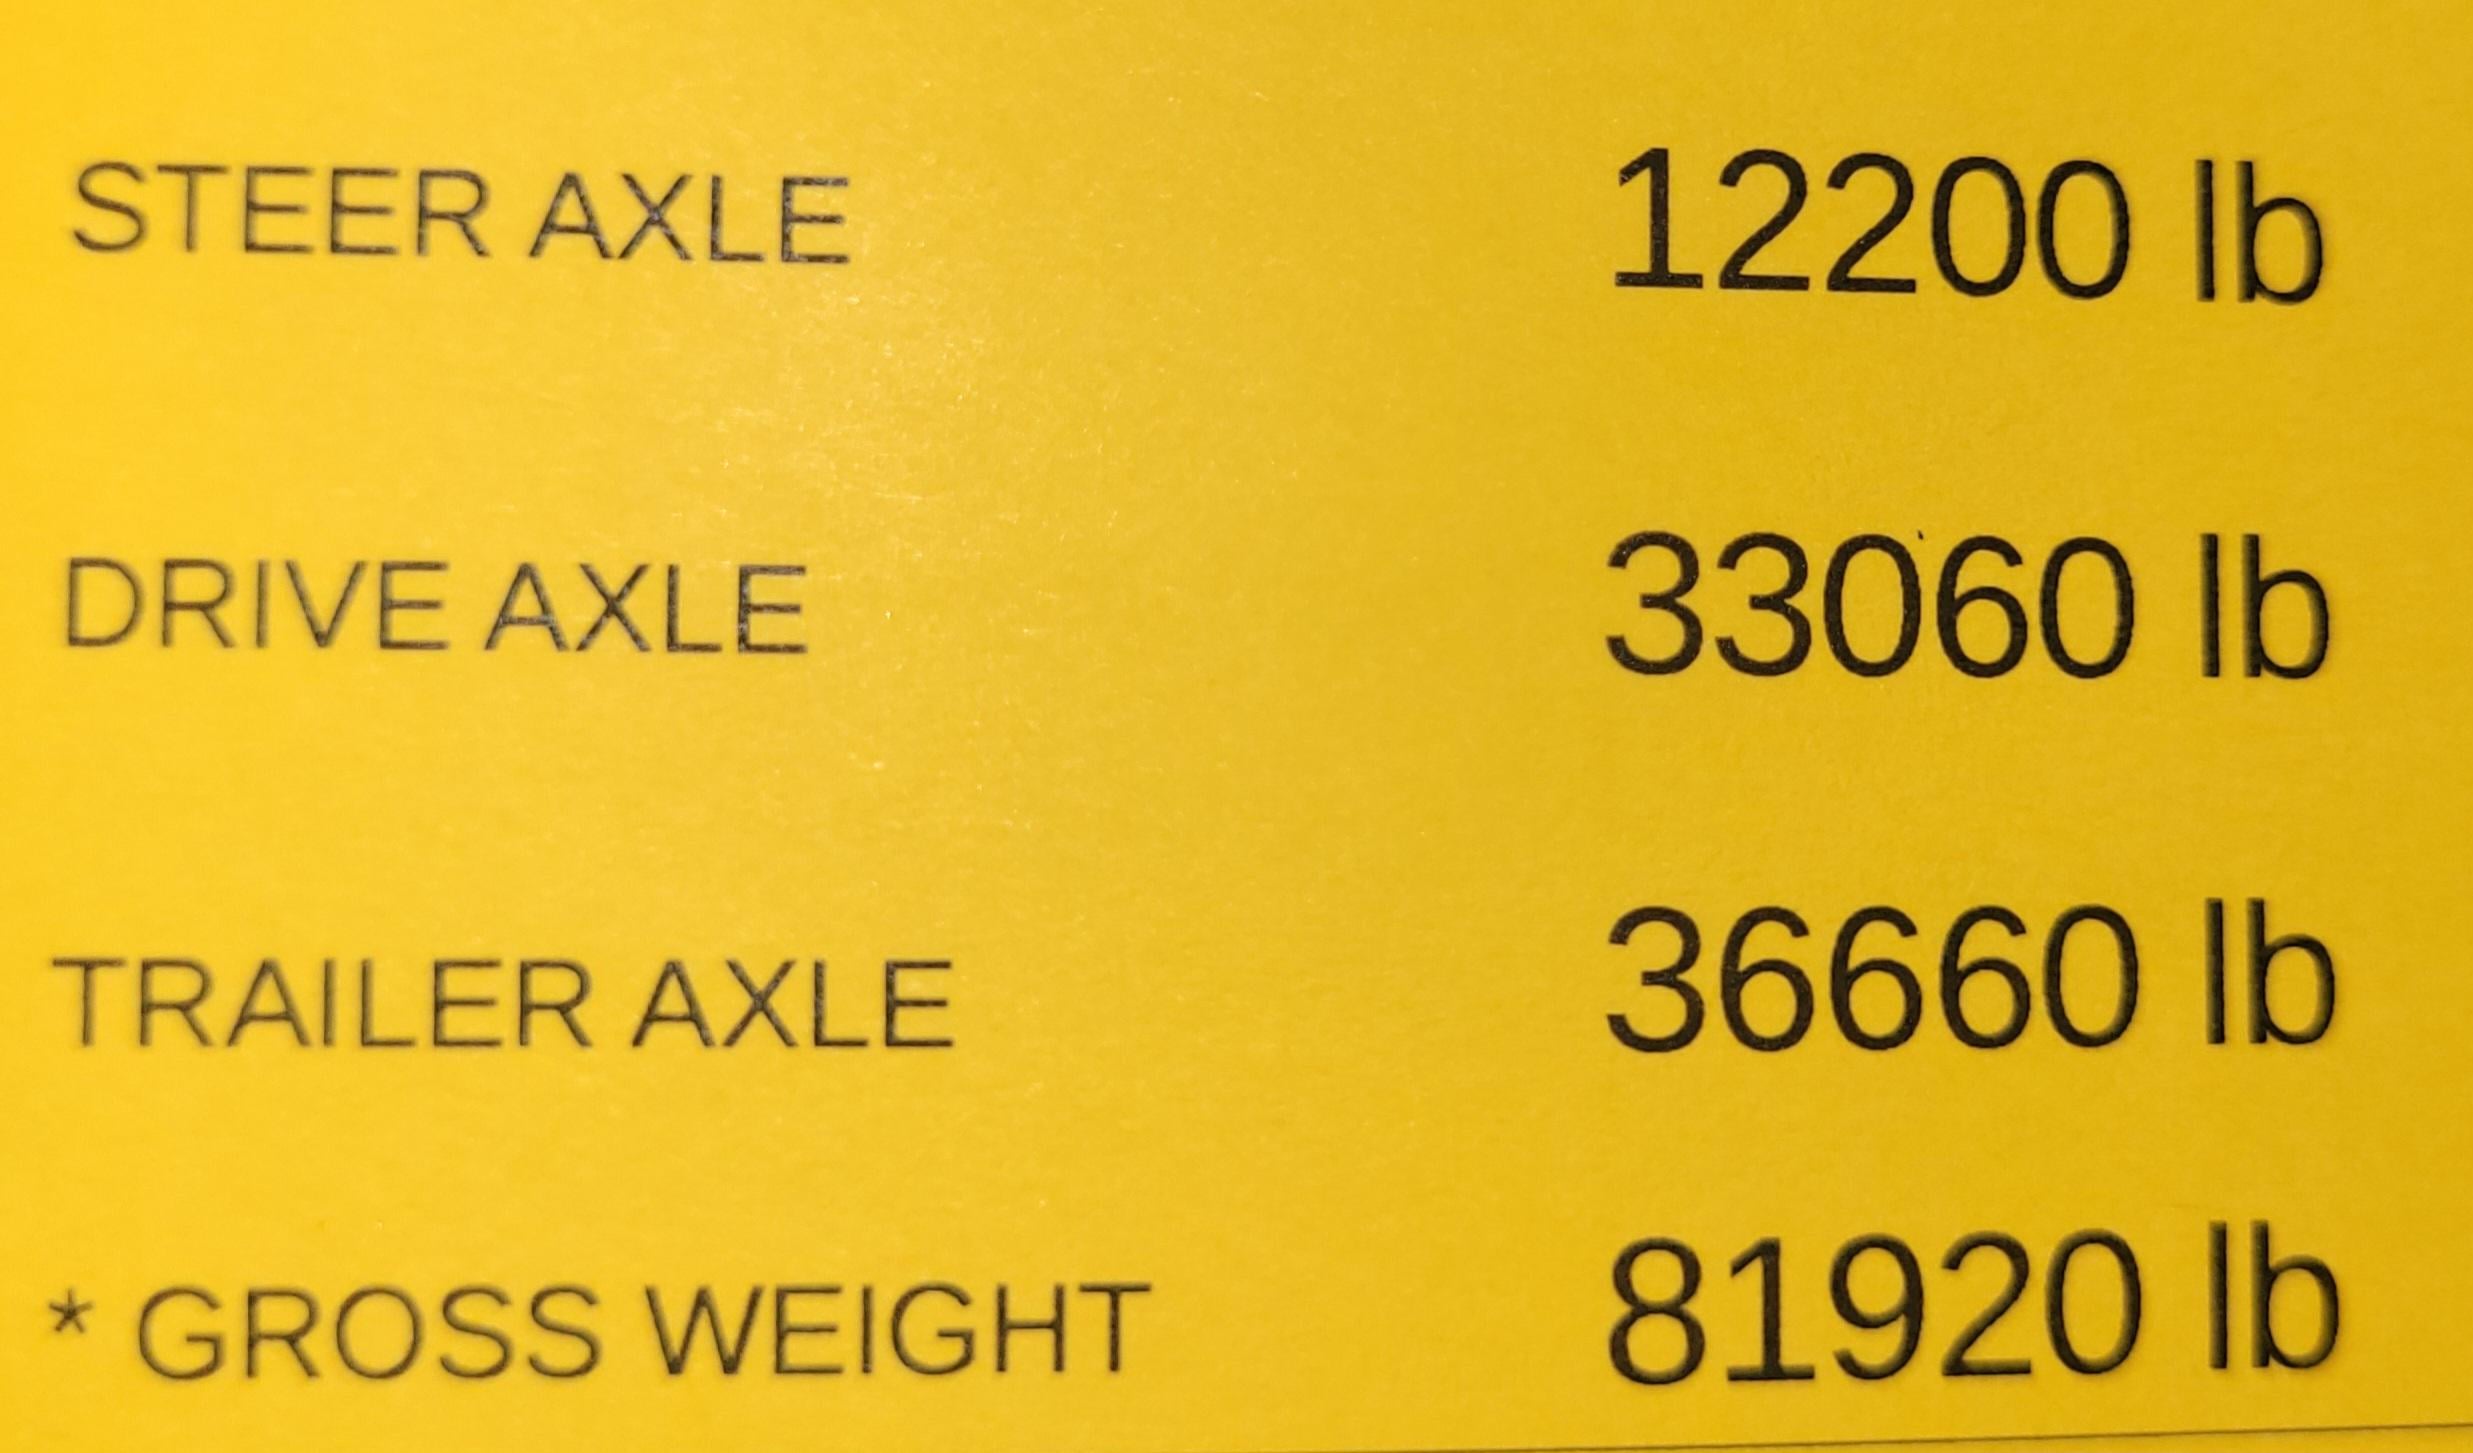 STEER AXLE 12200 lb
DRIVE AXLE 33060 lb
TRAILER AXLE 36660 lb
* GROSS WEIGHT 81920 lb